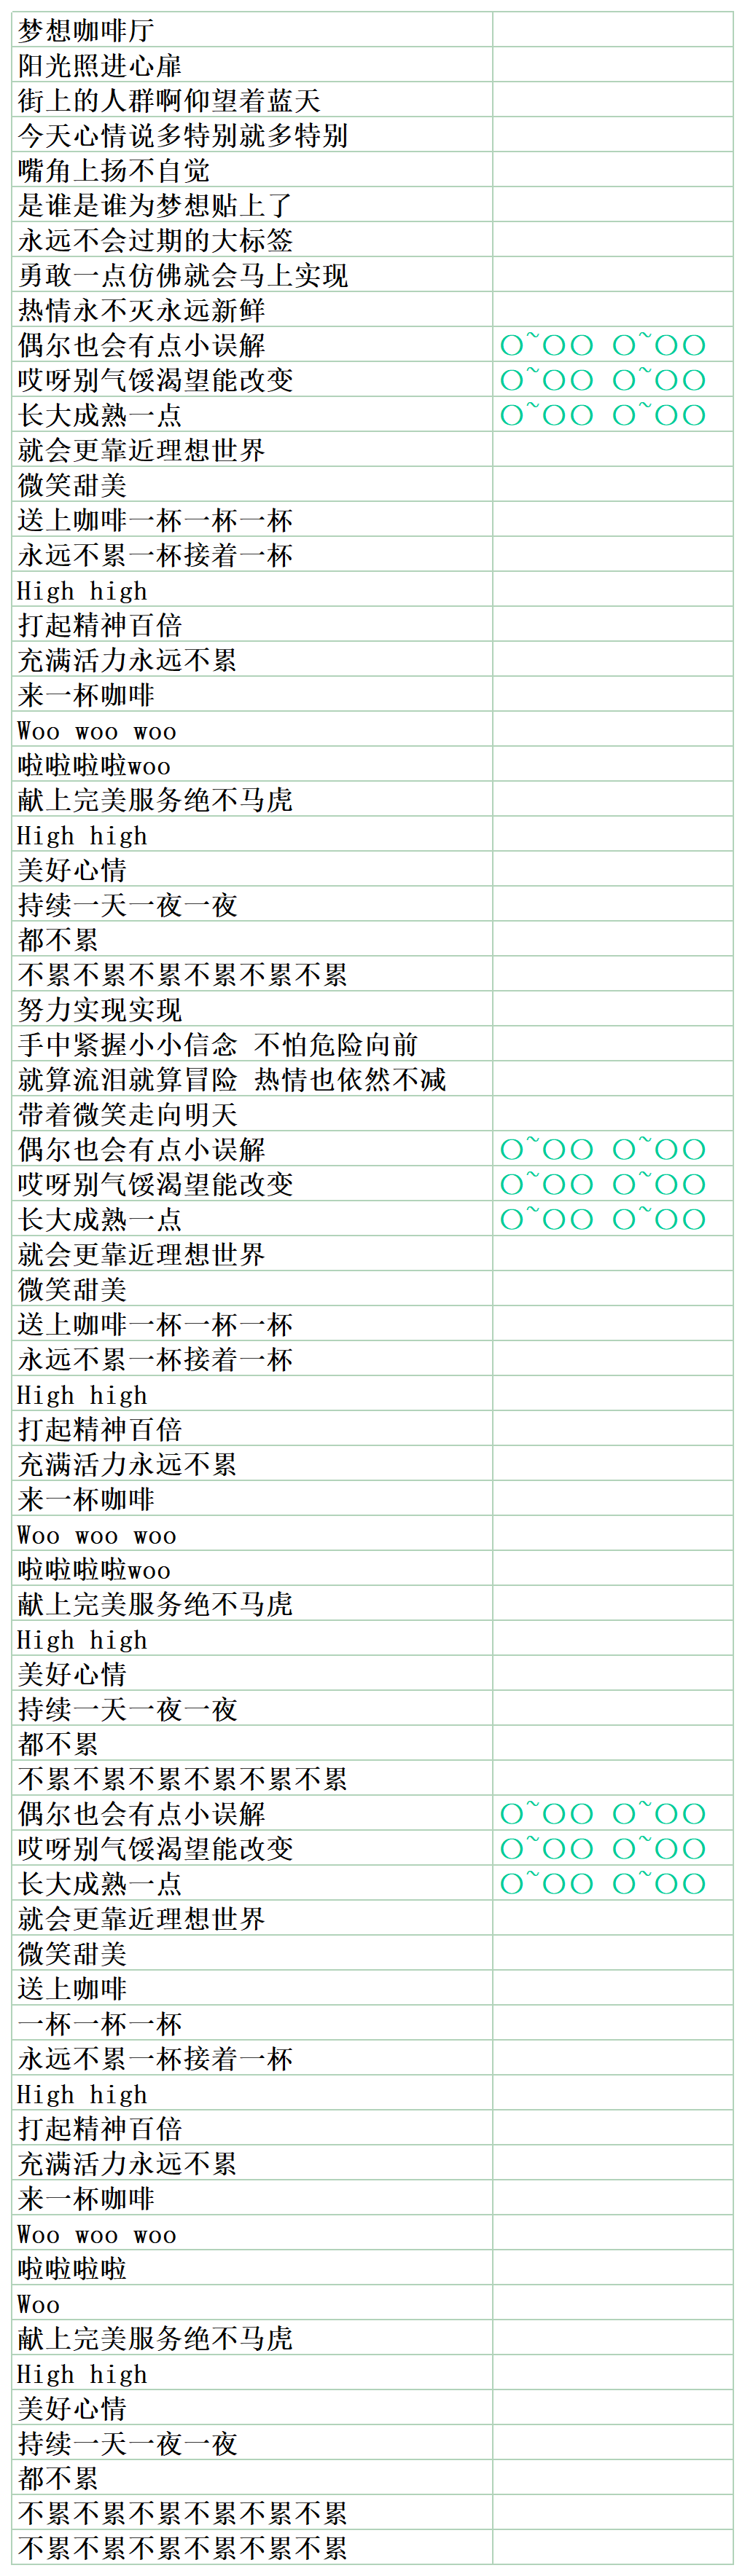 梦想咖啡厅
阳光照进心扉
街上的人群啊仰望着蓝天
今天心情说多特别就多特别
嘴角上扬不自觉
是谁是谁为梦想贴上了
永远不会过期的大标签
勇敢一点仿佛就会马上实现
热情永不灭永远新鲜
偶尔也会有点小误解 〇~〇〇 〇~〇〇
哎呀别气馁渴望能改变 〇~〇〇 〇~〇〇
长大成熟一点 〇~〇〇 〇~〇〇
就会更靠近理想世界
微笑甜美
送上咖啡一杯一杯一杯
永远不累一杯接着一杯
High high
打起精神百倍
充满活力永远不累
来一杯咖啡
Woo woo woo
啦啦啦啦woo
献上完美服务绝不马虎
High high
美好心情
持续一天一夜一夜
都不累
不累不累不累不累不累不累
努力实现实现
手中紧握小小信念 不怕危险向前
就算流泪就算冒险 热情也依然不减
带着微笑走向明天
偶尔也会有点小误解 〇~〇〇 〇~〇〇
哎呀别气馁渴望能改变 〇~〇〇 〇~〇〇
长大成熟一点 〇~〇〇 〇~〇〇
就会更靠近理想世界
微笑甜美
送上咖啡一杯一杯一杯
永远不累一杯接着一杯
High high
打起精神百倍
充满活力永远不累
来一杯咖啡
Woo woo woo
啦啦啦啦woo
献上完美服务绝不马虎
High high
美好心情
持续一天一夜一夜
都不累
不累不累不累不累不累不累
偶尔也会有点小误解 〇~〇〇 〇~〇〇
哎呀别气馁渴望能改变 〇~〇〇 〇~〇〇
长大成熟一点 〇~〇〇 〇~〇〇
就会更靠近理想世界
微笑甜美
送上咖啡
一杯一杯一杯
永远不累一杯接着一杯
High high
打起精神百倍
充满活力永远不累
来一杯咖啡
Woo woo woo
啦啦啦啦
Woo
献上完美服务绝不马虎
High high
美好心情
持续一天一夜一夜
都不累
不累不累不累不累不累不累
不累不累不累不累不累不累